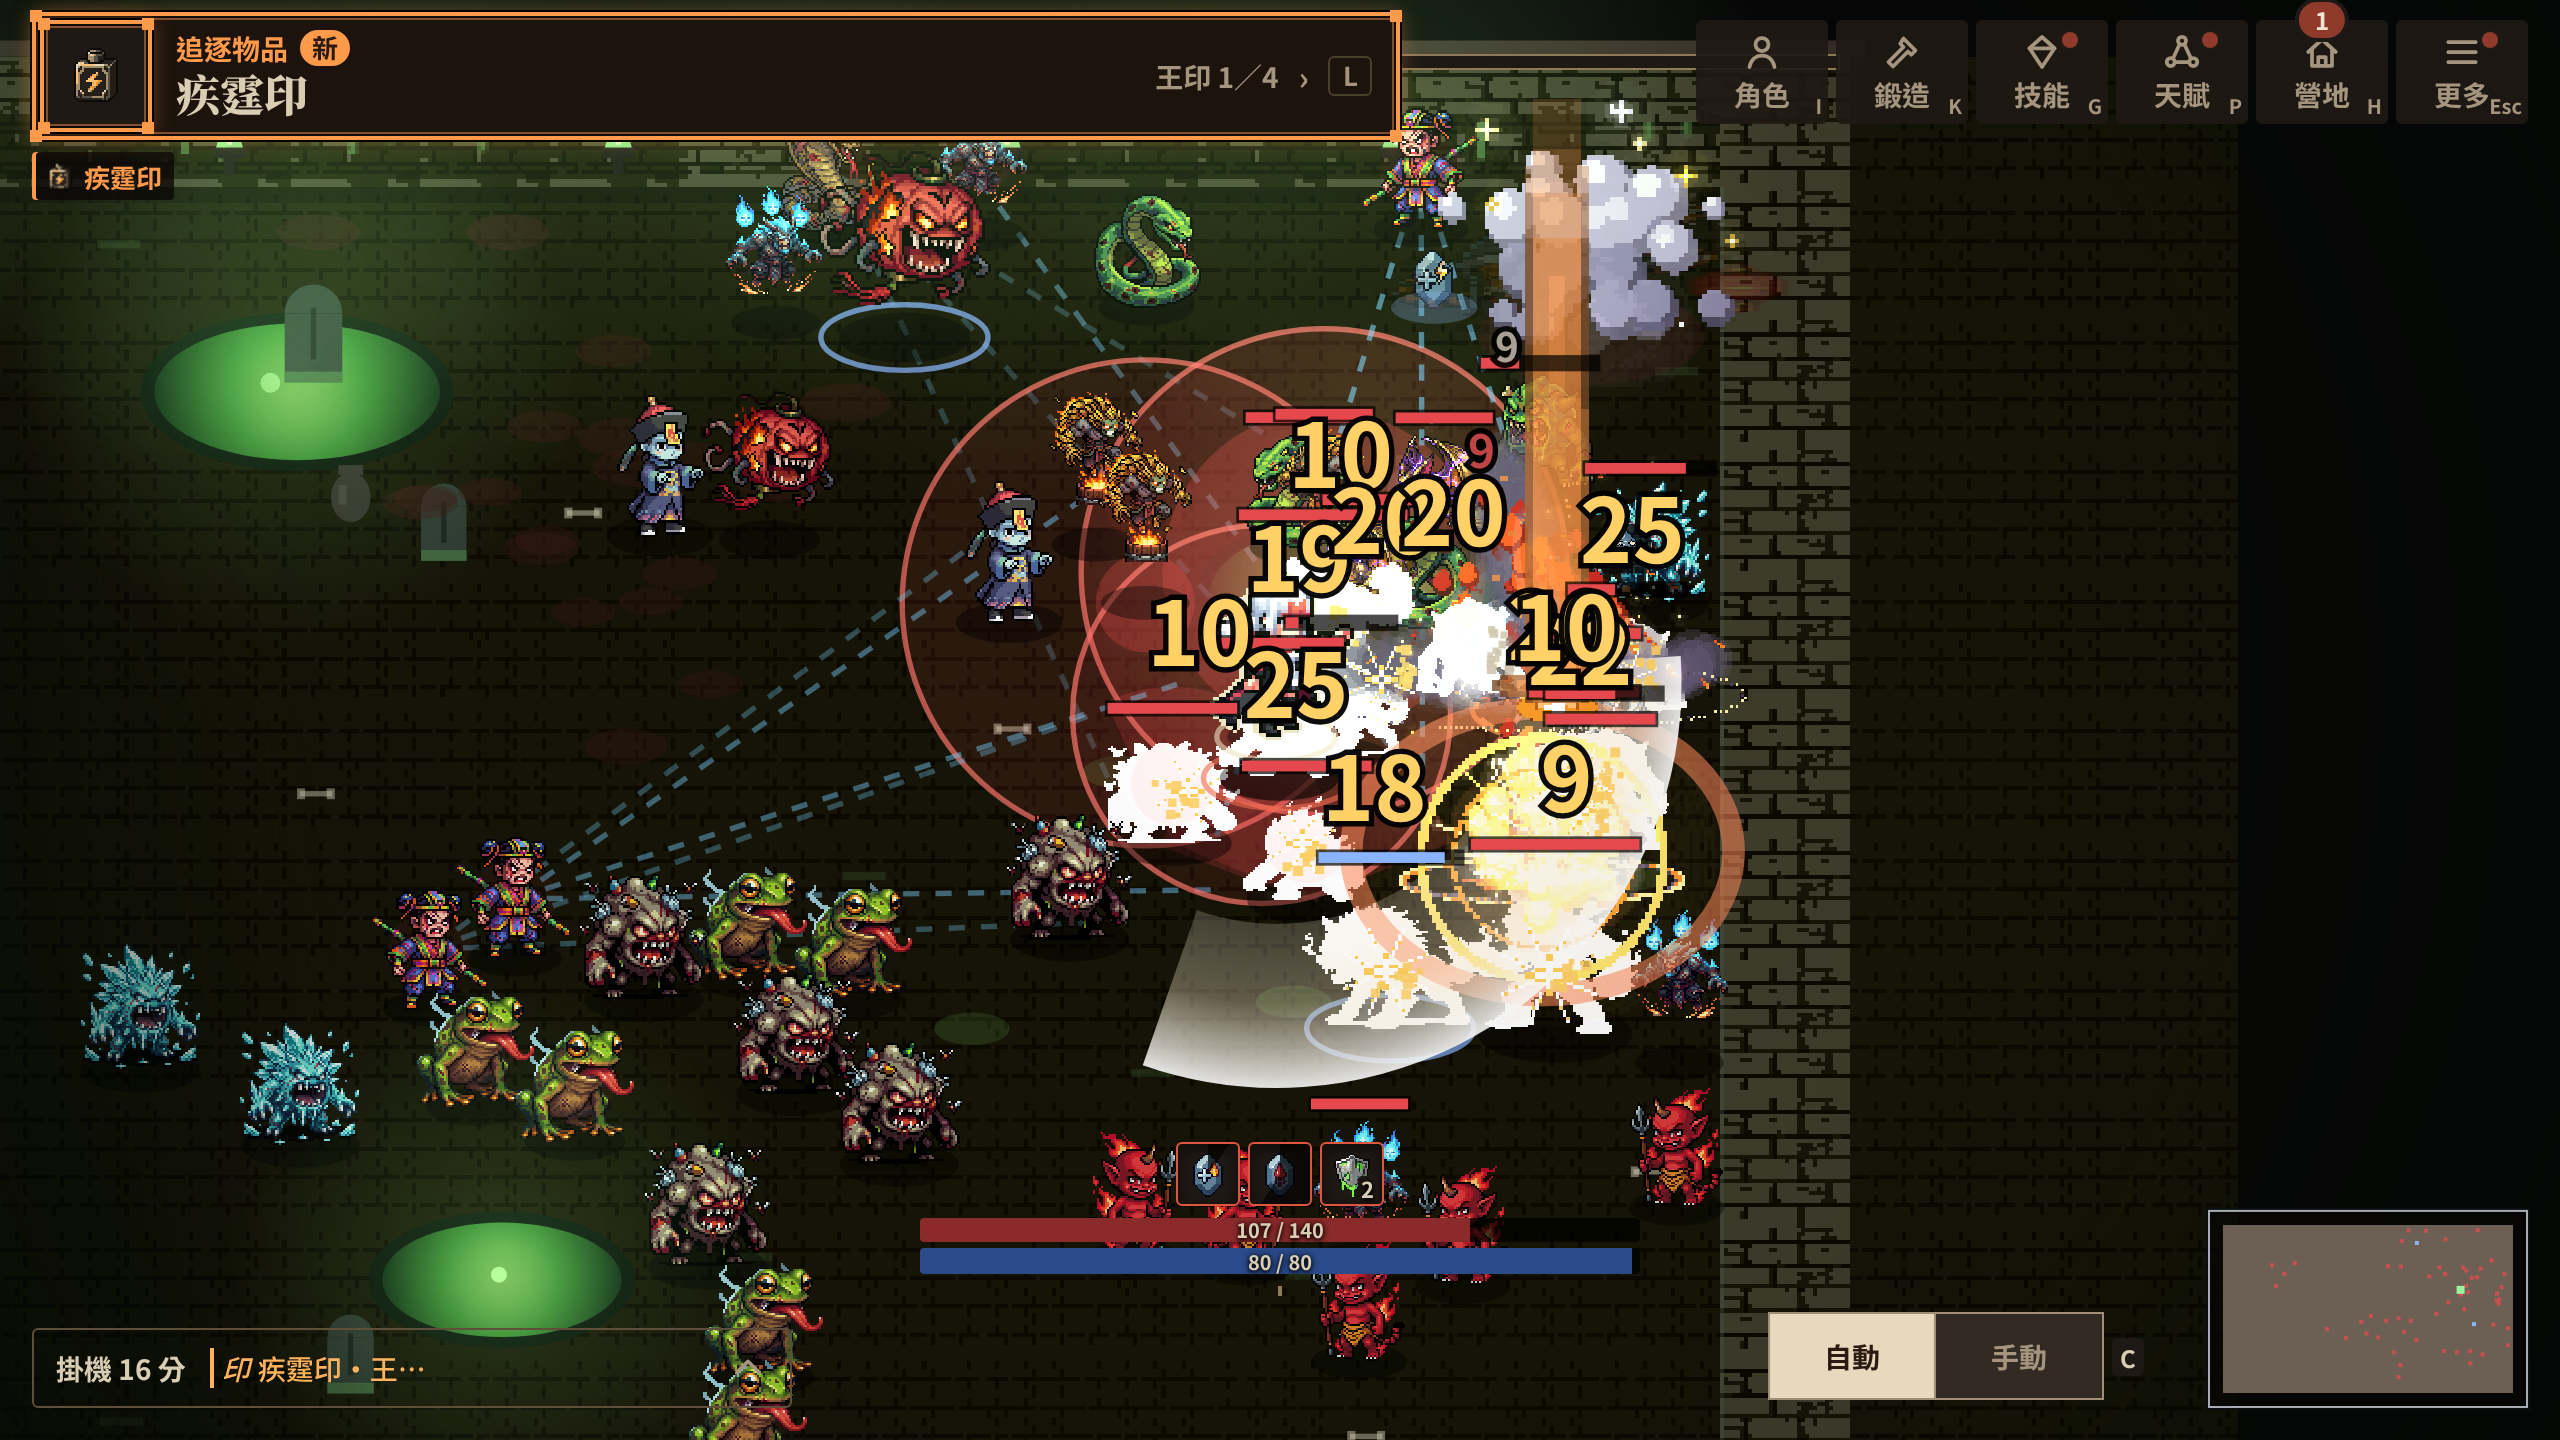 追逐物品 新
疾霆印
王印 1／4 › L
疾霆印
角色 I
鍛造 K
技能 G
天賦 P
1
營地 H
更多 Esc
9
10
9
20
20
25
19
10
10
22
25
18
9
2
107 / 140
80 / 80
掛機 16 分
印 疾霆印・王…
自動
手動
C